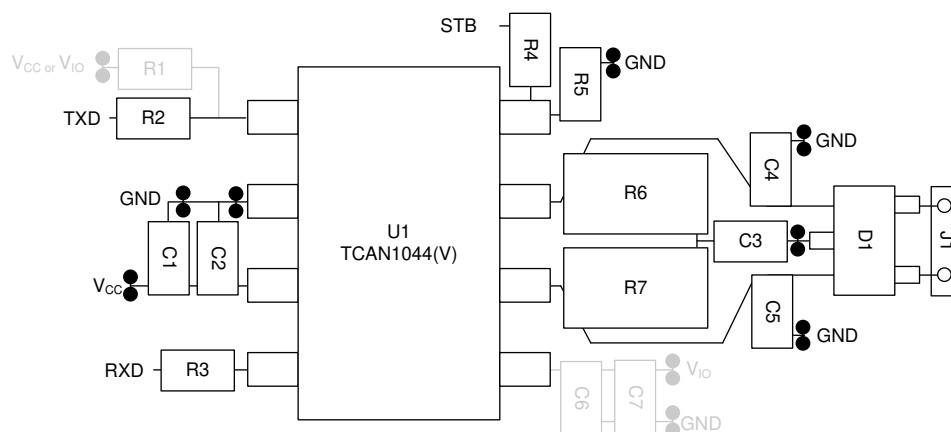 STB
R4
R5
GND
VCC or VIO
R1
TXD
R2
GND
C4
R6
GND
U1
TCAN1044(V)
C1
C2
C3
D1
J1
VCC
R7
C5
GND
RXD
R3
C6
C7
VIO
GND